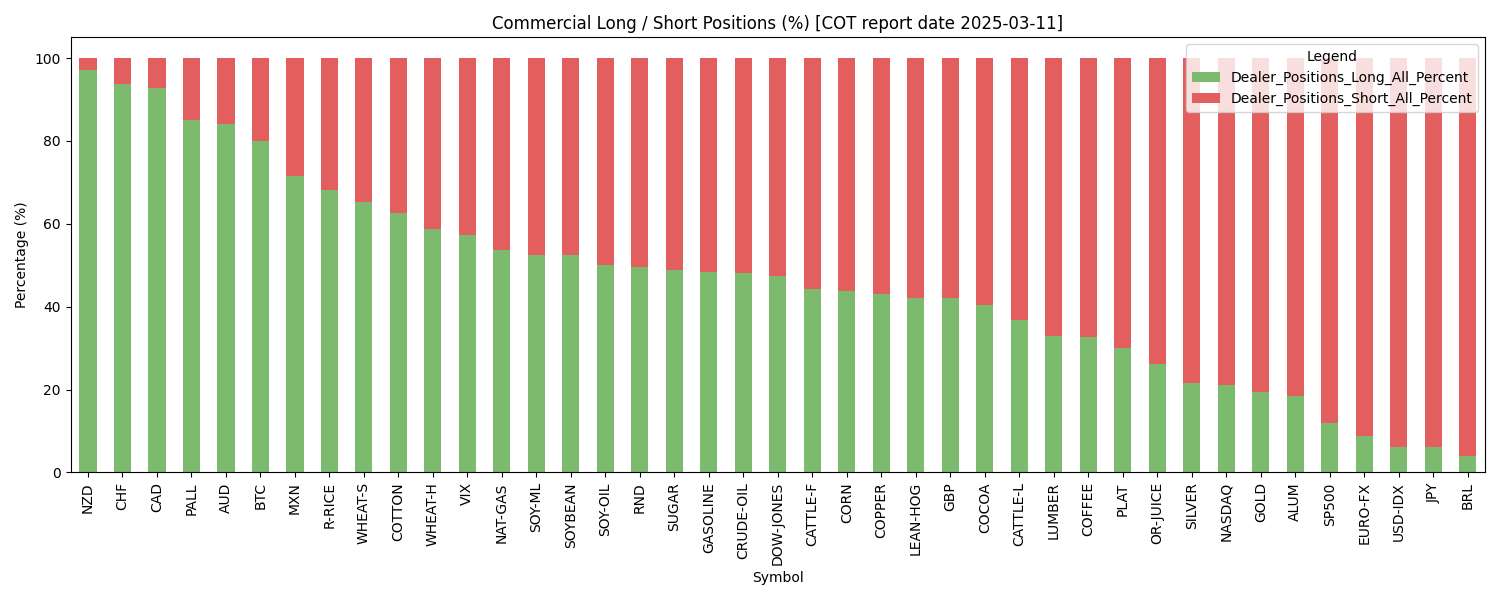 Commercial Long / Short Positions (%) [COT report date 2025-03-11]
Legend
Dealer_Positions_Long_All_Percent
Dealer_Positions_Short_All_Percent
Percentage (%)
100
80
60
40
20
0
NZD
CHF
CAD
PALL
AUD
BTC
MXN
R-RICE
WHEAT-S
COTTON
WHEAT-H
VIX
NAT-GAS
SOY-ML
SOYBEAN
SOY-OIL
RND
SUGAR
GASOLINE
CRUDE-OIL
DOW-JONES
CATTLE-F
CORN
COPPER
LEAN-HOG
GBP
COCOA
CATTLE-L
LUMBER
COFFEE
PLAT
OR-JUICE
SILVER
NASDAQ
GOLD
ALUM
SP500
EURO-FX
USD-IDX
JPY
BRL
Symbol